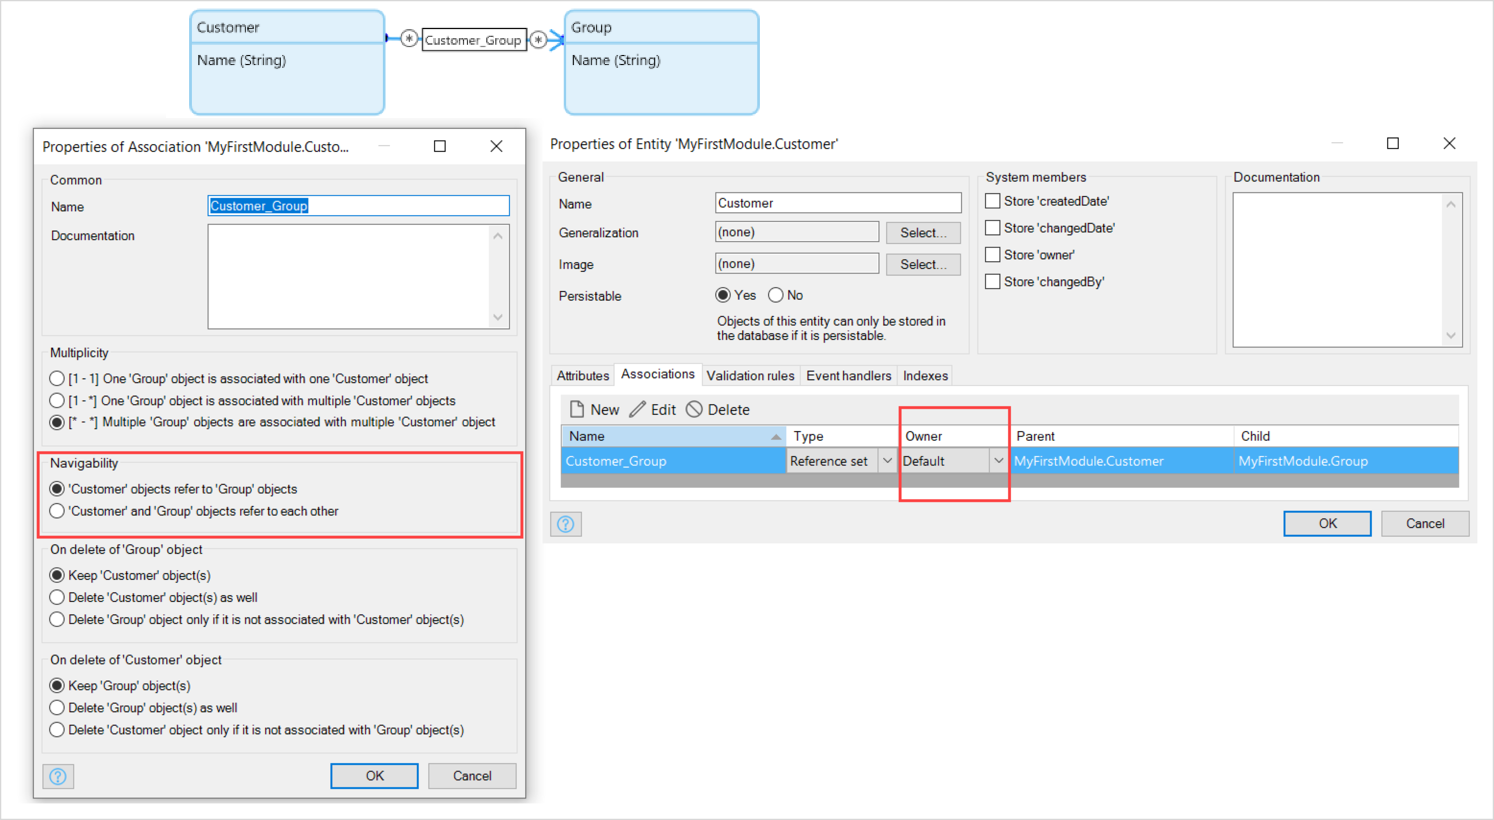 Customer
Name (String)
* Customer_Group *
Group
Name (String)
Properties of Association 'MyFirstModule.Custo...
Common
Name
Customer_Group
Documentation
Multiplicity
[1 - 1] One 'Group' object is associated with one 'Customer' object
[1 - *] One 'Group' object is associated with multiple 'Customer' objects
[* - *] Multiple 'Group' objects are associated with multiple 'Customer' object
Navigability
'Customer' objects refer to 'Group' objects
'Customer' and 'Group' objects refer to each other
On delete of 'Group' object
Keep 'Customer' object(s)
Delete 'Customer' object(s) as well
Delete 'Group' object only if it is not associated with 'Customer' object(s)
On delete of 'Customer' object
Keep 'Group' object(s)
Delete 'Group' object(s) as well
Delete 'Customer' object only if it is not associated with 'Group' object(s)
? OK Cancel
Properties of Entity 'MyFirstModule.Customer'
General
Name Customer
Generalization (none) Select...
Image (none) Select...
Persistable Yes No
Objects of this entity can only be stored in
the database if it is persistable.
System members
Store 'createdDate'
Store 'changedDate'
Store 'owner'
Store 'changedBy'
Documentation
Attributes Associations Validation rules Event handlers Indexes
New Edit Delete
Name Type Owner Parent Child
Customer_Group Reference set Default MyFirstModule.Customer MyFirstModule.Group
? OK Cancel